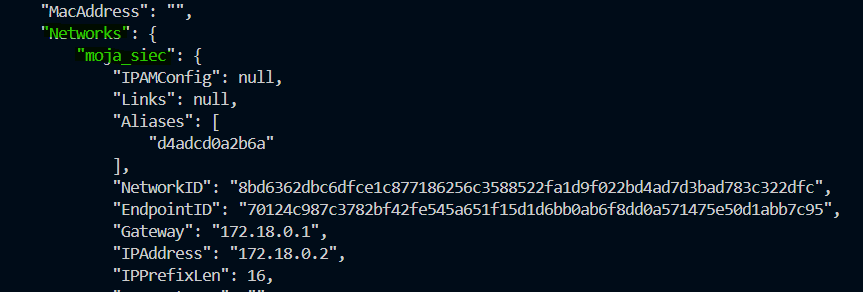 "MacAddress": "",
"Networks": {
"moja_siec": {
"IPAMConfig": null,
"Links": null,
"Aliases": [
"d4adcd0a2b6a"
],
"NetworkID": "8bd6362dbc6dfce1c877186256c3588522fa1d9f022bd4ad7d3bad783c322dfc",
"EndpointID": "70124c987c3782bf42fe545a651f15d1d6bb0ab6f8dd0a571475e50d1abb7c95",
"Gateway": "172.18.0.1",
"IPAddress": "172.18.0.2",
"IPPrefixLen": 16,